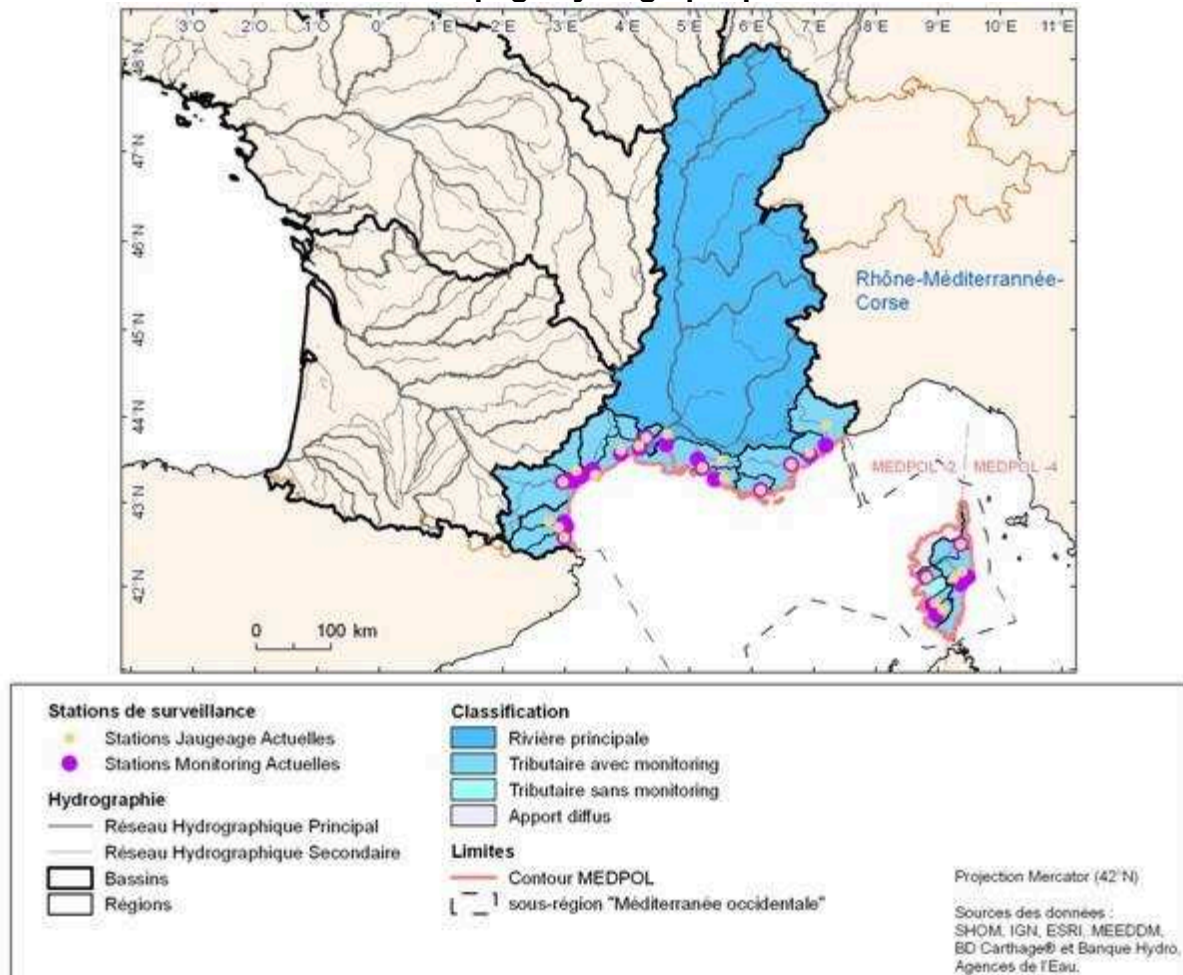 3°O 2°O 1°O 0° 1°E 2°E 3°E 4°E 5°E 6°E 7°E 8°E 9°E 10°E 11°E
48°N
47°N
46°N
45°N
44°N
43°N
42°N
Rhône-Méditerrannée-
Corse
MEDPOL -2 MEDPOL -4
0 100 km
Stations de surveillance
Stations Jaugeage Actuelles
Stations Monitoring Actuelles
Hydrographie
Réseau Hydrographique Principal
Réseau Hydrographique Secondaire
Bassins
Régions
Classification
Rivière principale
Tributaire avec monitoring
Tributaire sans monitoring
Apport diffus
Limites
Contour MEDPOL
sous-région "Méditerranée occidentale"
Projection Mercator (42°N)
Sources des données :
SHOM, IGN, ESRI, MEEDDM,
BD Carthage® et Banque Hydro,
Agences de l'Eau.